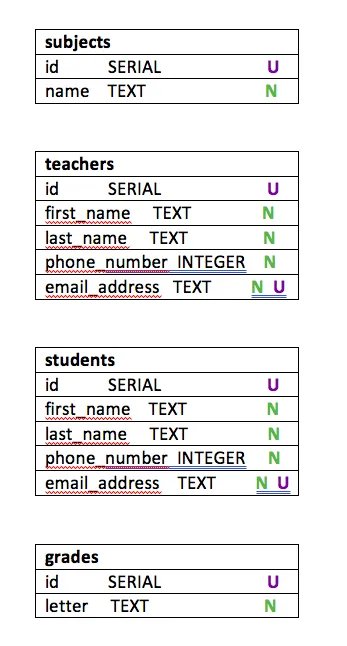 subjects
id SERIAL U
name TEXT N
teachers
id SERIAL U
first_name TEXT N
last_name TEXT N
phone_number INTEGER N
email_address TEXT N U
students
id SERIAL U
first_name TEXT N
last_name TEXT N
phone_number INTEGER N
email_address TEXT N U
grades
id SERIAL U
letter TEXT N